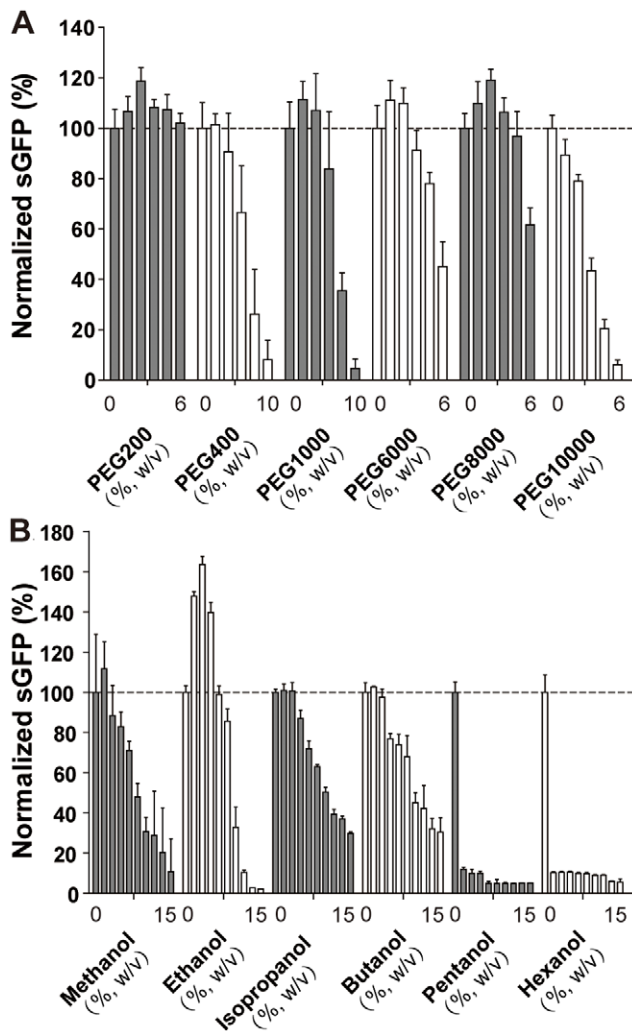 A
Normalized sGFP (%)
140
120
100
80
60
40
20
0
0 6 0 10 0 10 0 6 0 6 0 6
PEG200 (%, w/v)
PEG400 (%, w/v)
PEG1000 (%, w/v)
PEG6000 (%, w/v)
PEG8000 (%, w/v)
PEG10000 (%, w/v)
B
Normalized sGFP (%)
180
160
140
120
100
80
60
40
20
0
0 15 0 15 0 15 0 15 0 15 0 15
Methanol (%, w/v)
Ethanol (%, w/v)
Isopropanol (%, w/v)
Butanol (%, w/v)
Pentanol (%, w/v)
Hexanol (%, w/v)